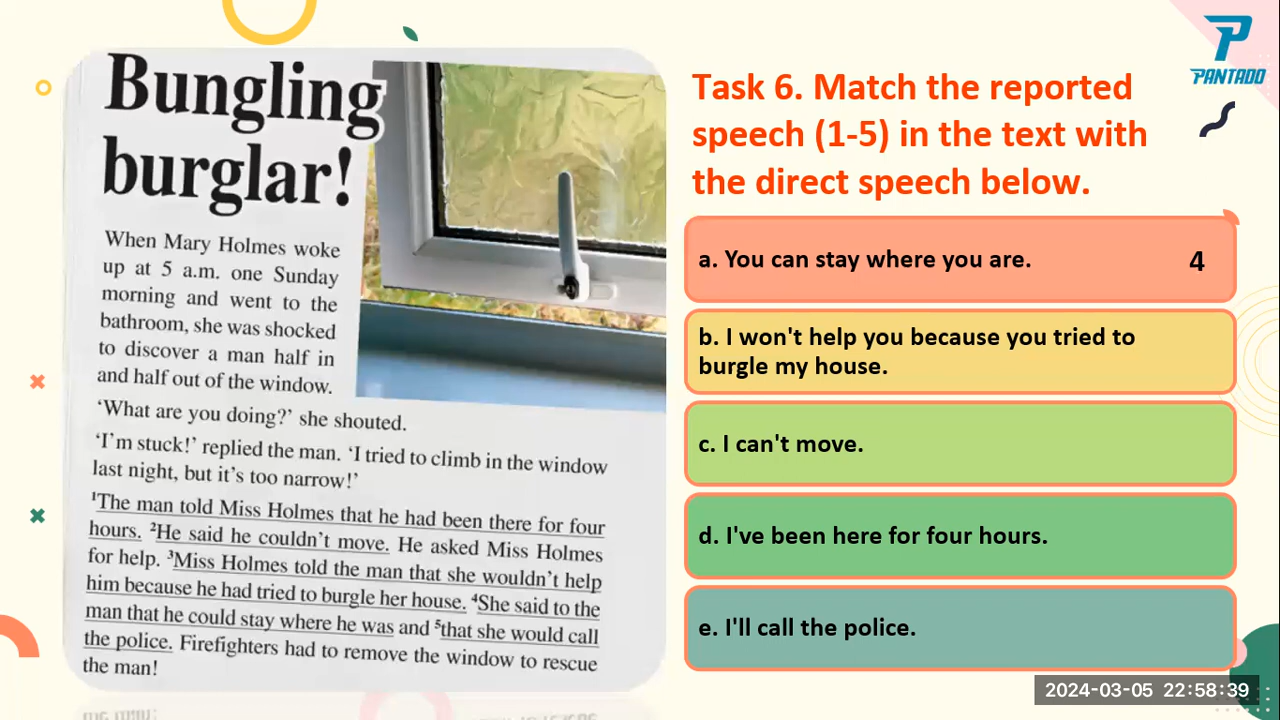 Bungling
burglar!
When Mary Holmes woke
up at 5 a.m. one Sunday
morning and went to the
bathroom, she was shocked
to discover a man half in
and half out of the window.
‘What are you doing?’ she shouted.
‘I’m stuck!’ replied the man. ‘I tried to climb in the window
last night, but it’s too narrow!’
¹The man told Miss Holmes that he had been there for four
hours. ²He said he couldn’t move. He asked Miss Holmes
for help. ³Miss Holmes told the man that she wouldn’t help
him because he had tried to burgle her house. ⁴She said to the
man that he could stay where he was and ⁵that she would call
the police. Firefighters had to remove the window to rescue
the man!
PANTADO
Task 6. Match the reported
speech (1-5) in the text with
the direct speech below.
a. You can stay where you are. 4
b. I won't help you because you tried to
burgle my house.
c. I can't move.
d. I've been here for four hours.
e. I'll call the police.
2024-03-05 22:58:39